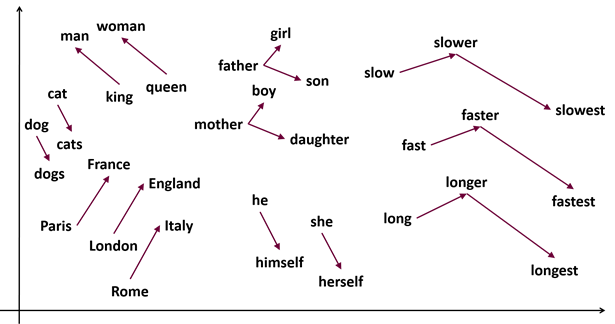 man
woman
king
queen
cat
cats
dog
dogs
France
England
Italy
Paris
London
Rome
girl
father
son
boy
mother
daughter
he
himself
she
herself
slower
slow
slowest
faster
fast
fastest
longer
long
longest